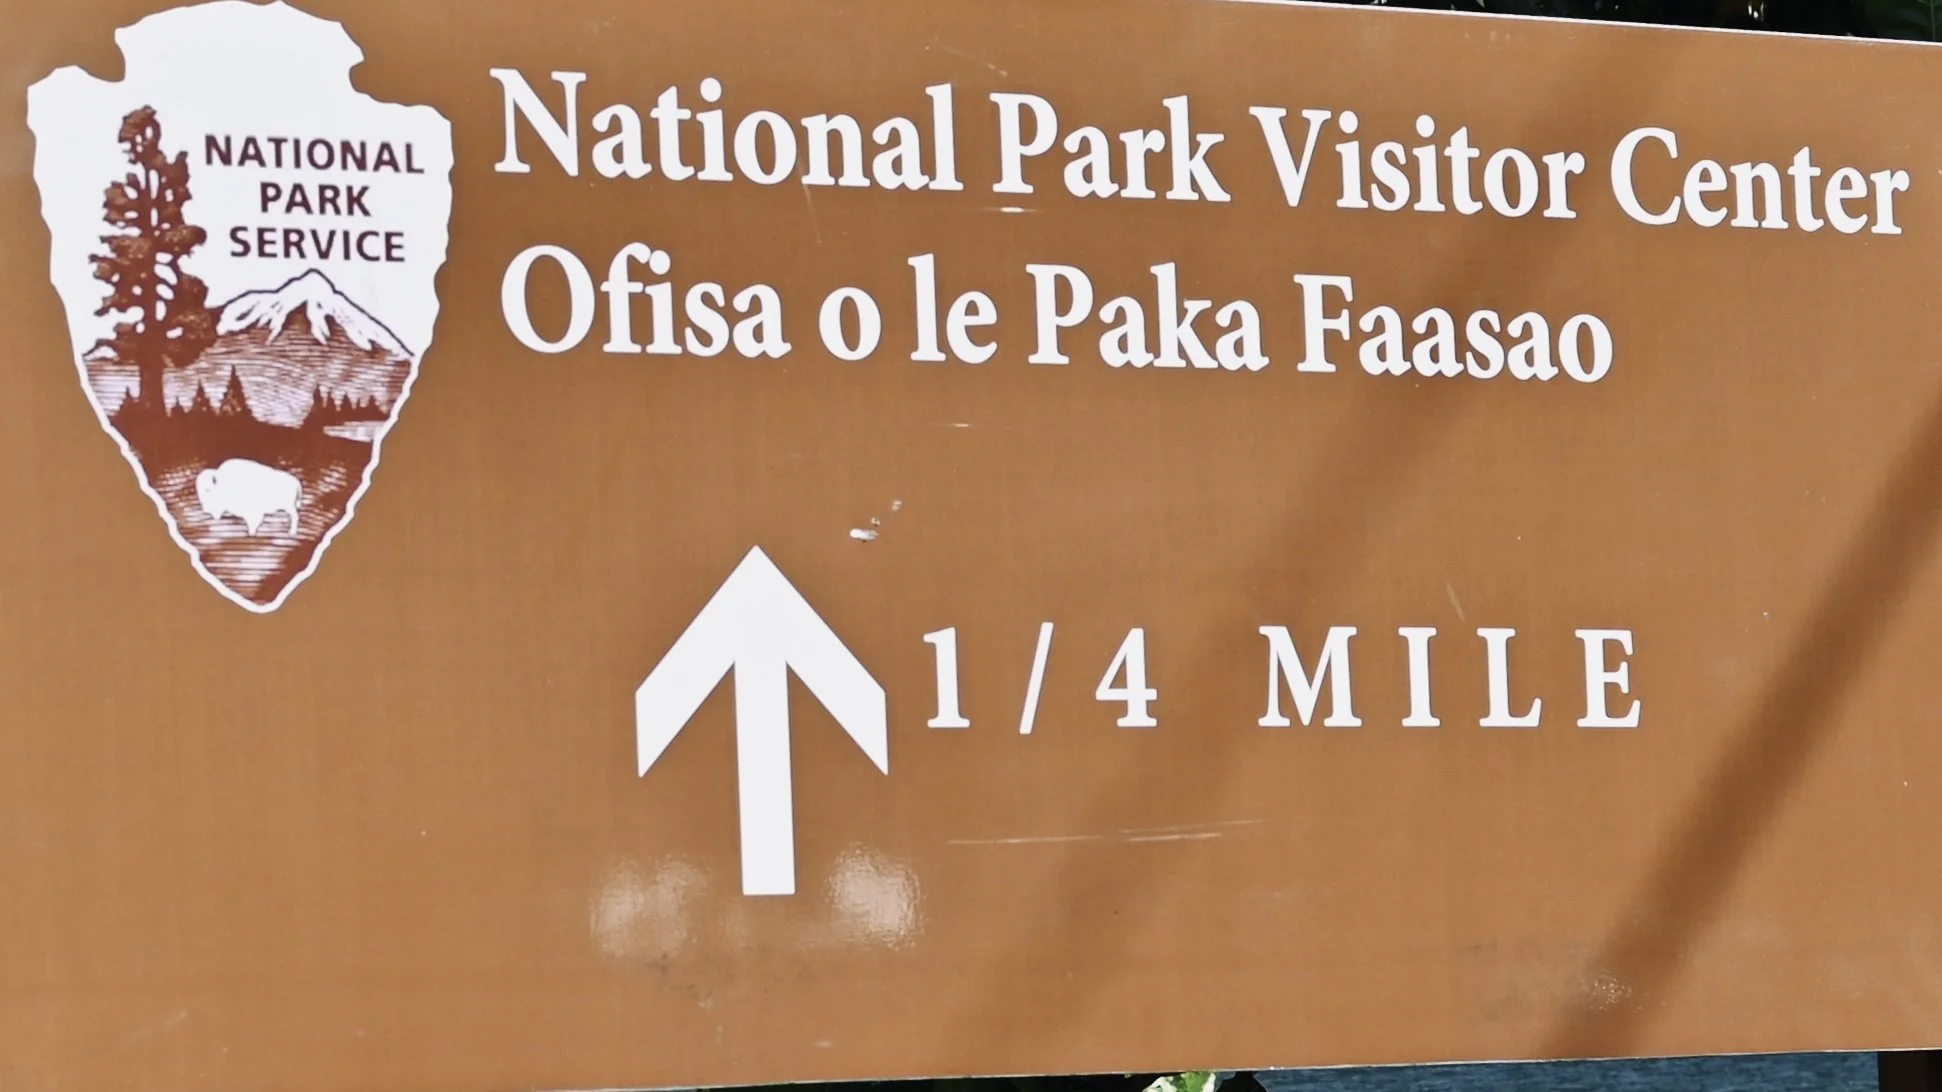 NATIONAL
PARK
SERVICE
National Park Visitor Center
Ofisa o le Paka Faasao
1/4 MILE